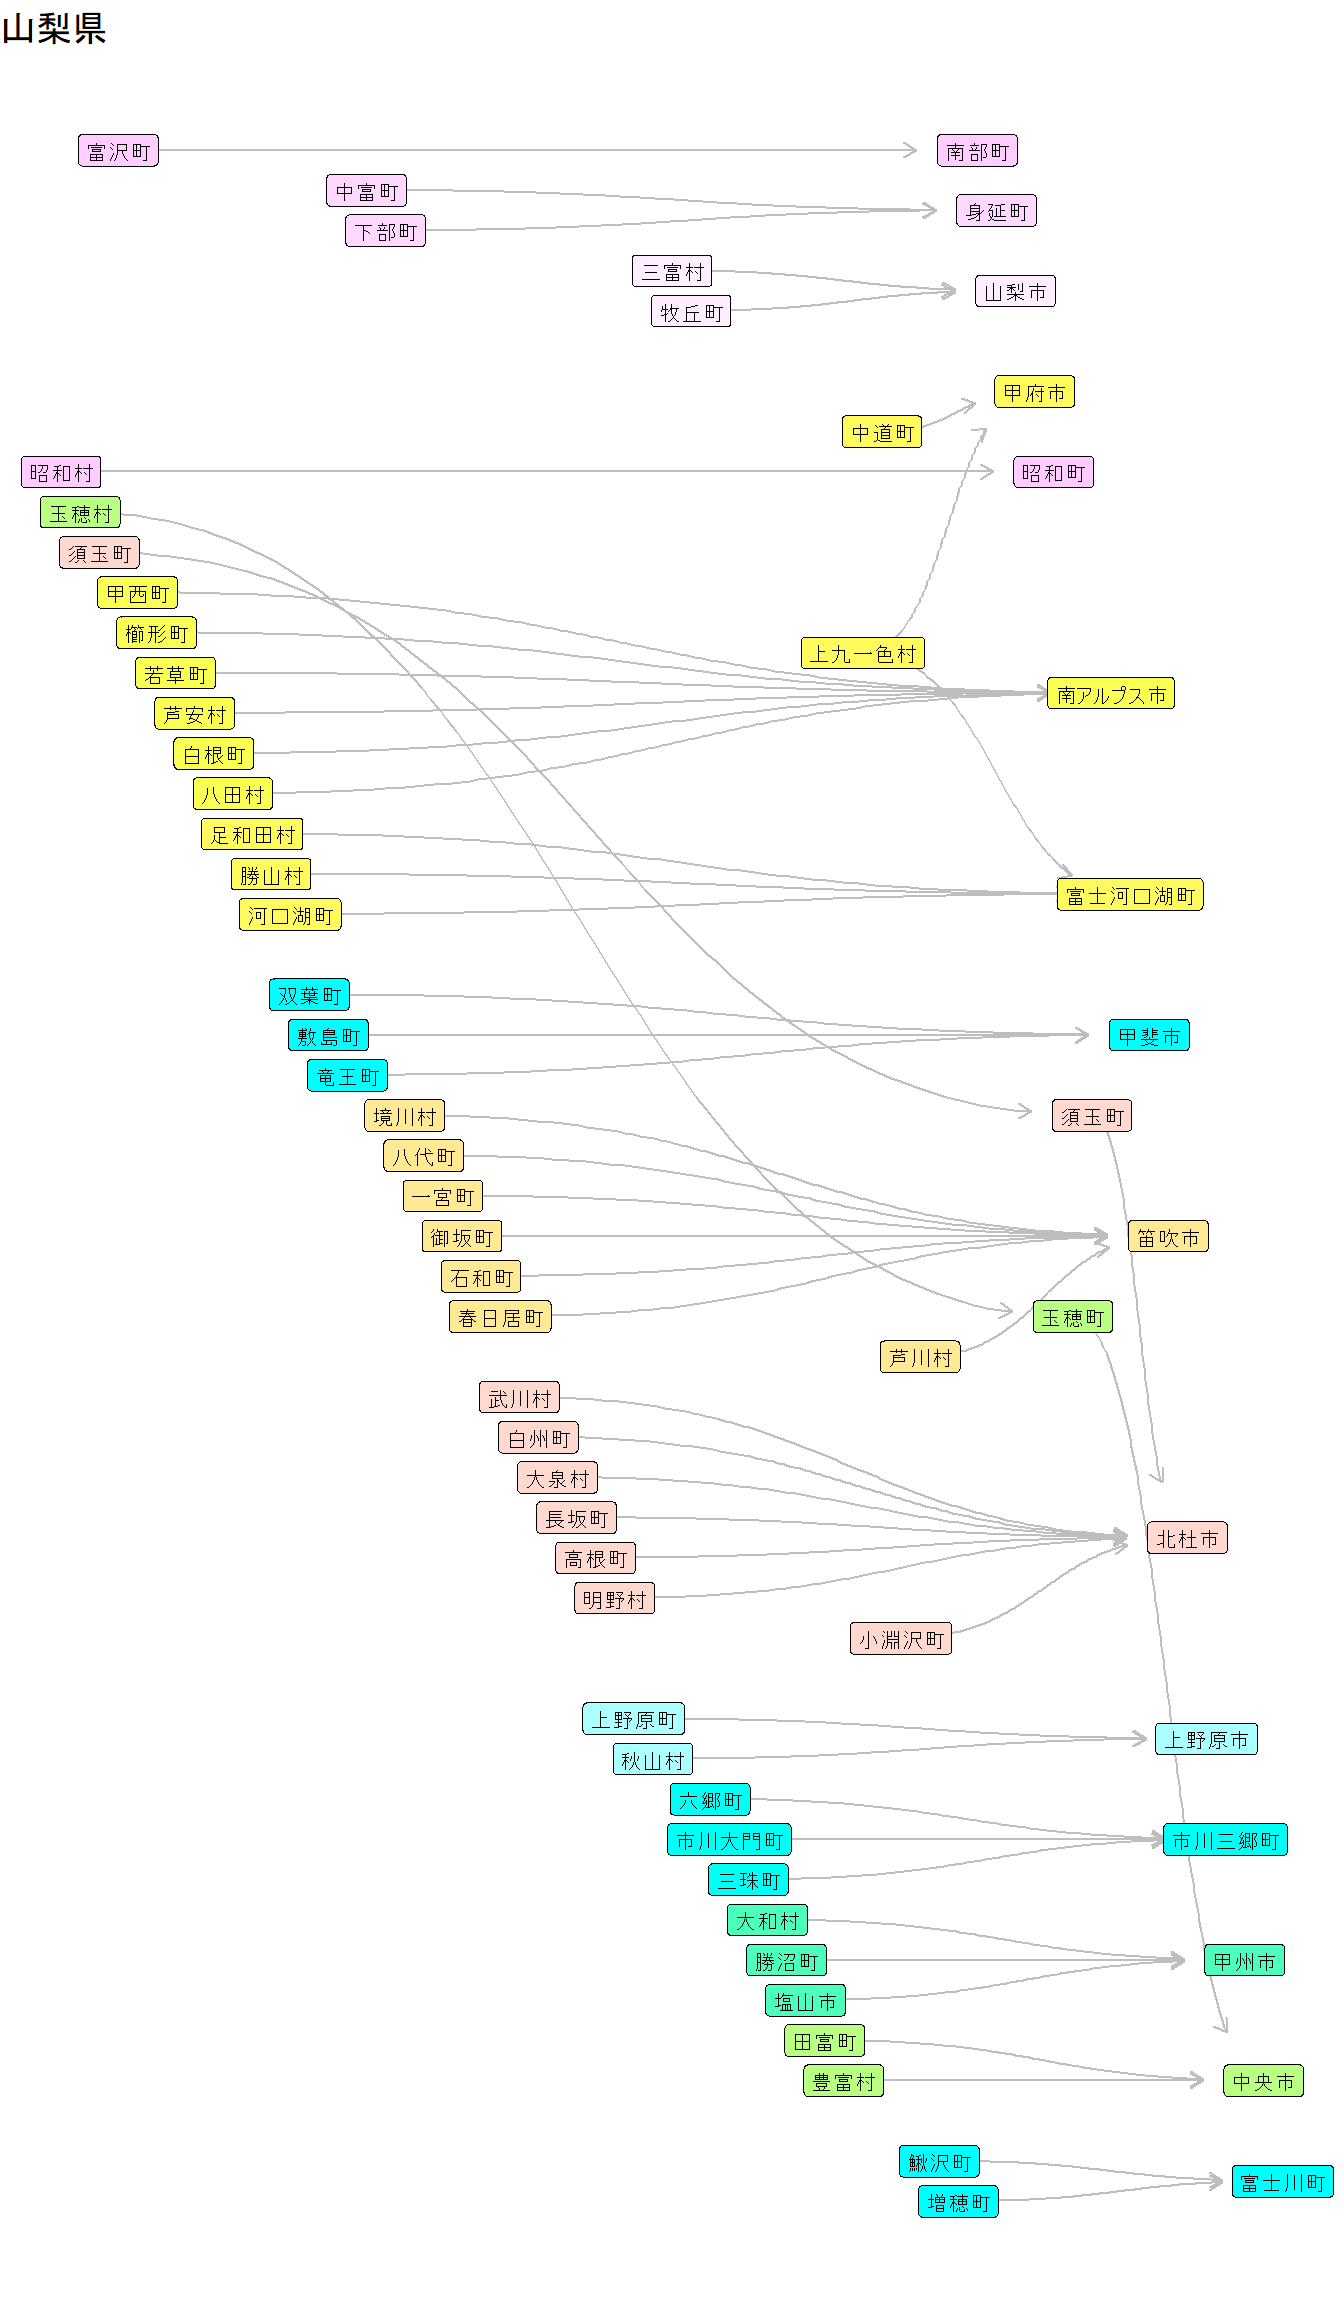 山梨県
富沢町
南部町
中富町
身延町
下部町
三富村
山梨市
牧丘町
甲府市
中道町
昭和村
昭和町
玉穂村
須玉町
甲西町
櫛形町
上九一色村
若草町
南アルプス市
芦安村
白根町
八田村
足和田村
勝山村
富士河口湖町
河口湖町
双葉町
敷島町
甲斐市
竜王町
境川村
須玉町
八代町
一宮町
御坂町
笛吹市
石和町
春日居町
玉穂町
芦川村
武川村
白州町
大泉村
長坂町
北杜市
高根町
明野村
小淵沢町
上野原町
上野原市
秋山村
六郷町
市川大門町
市川三郷町
三珠町
大和村
勝沼町
甲州市
塩山市
田富町
豊富村
中央市
鰍沢町
富士川町
増穂町